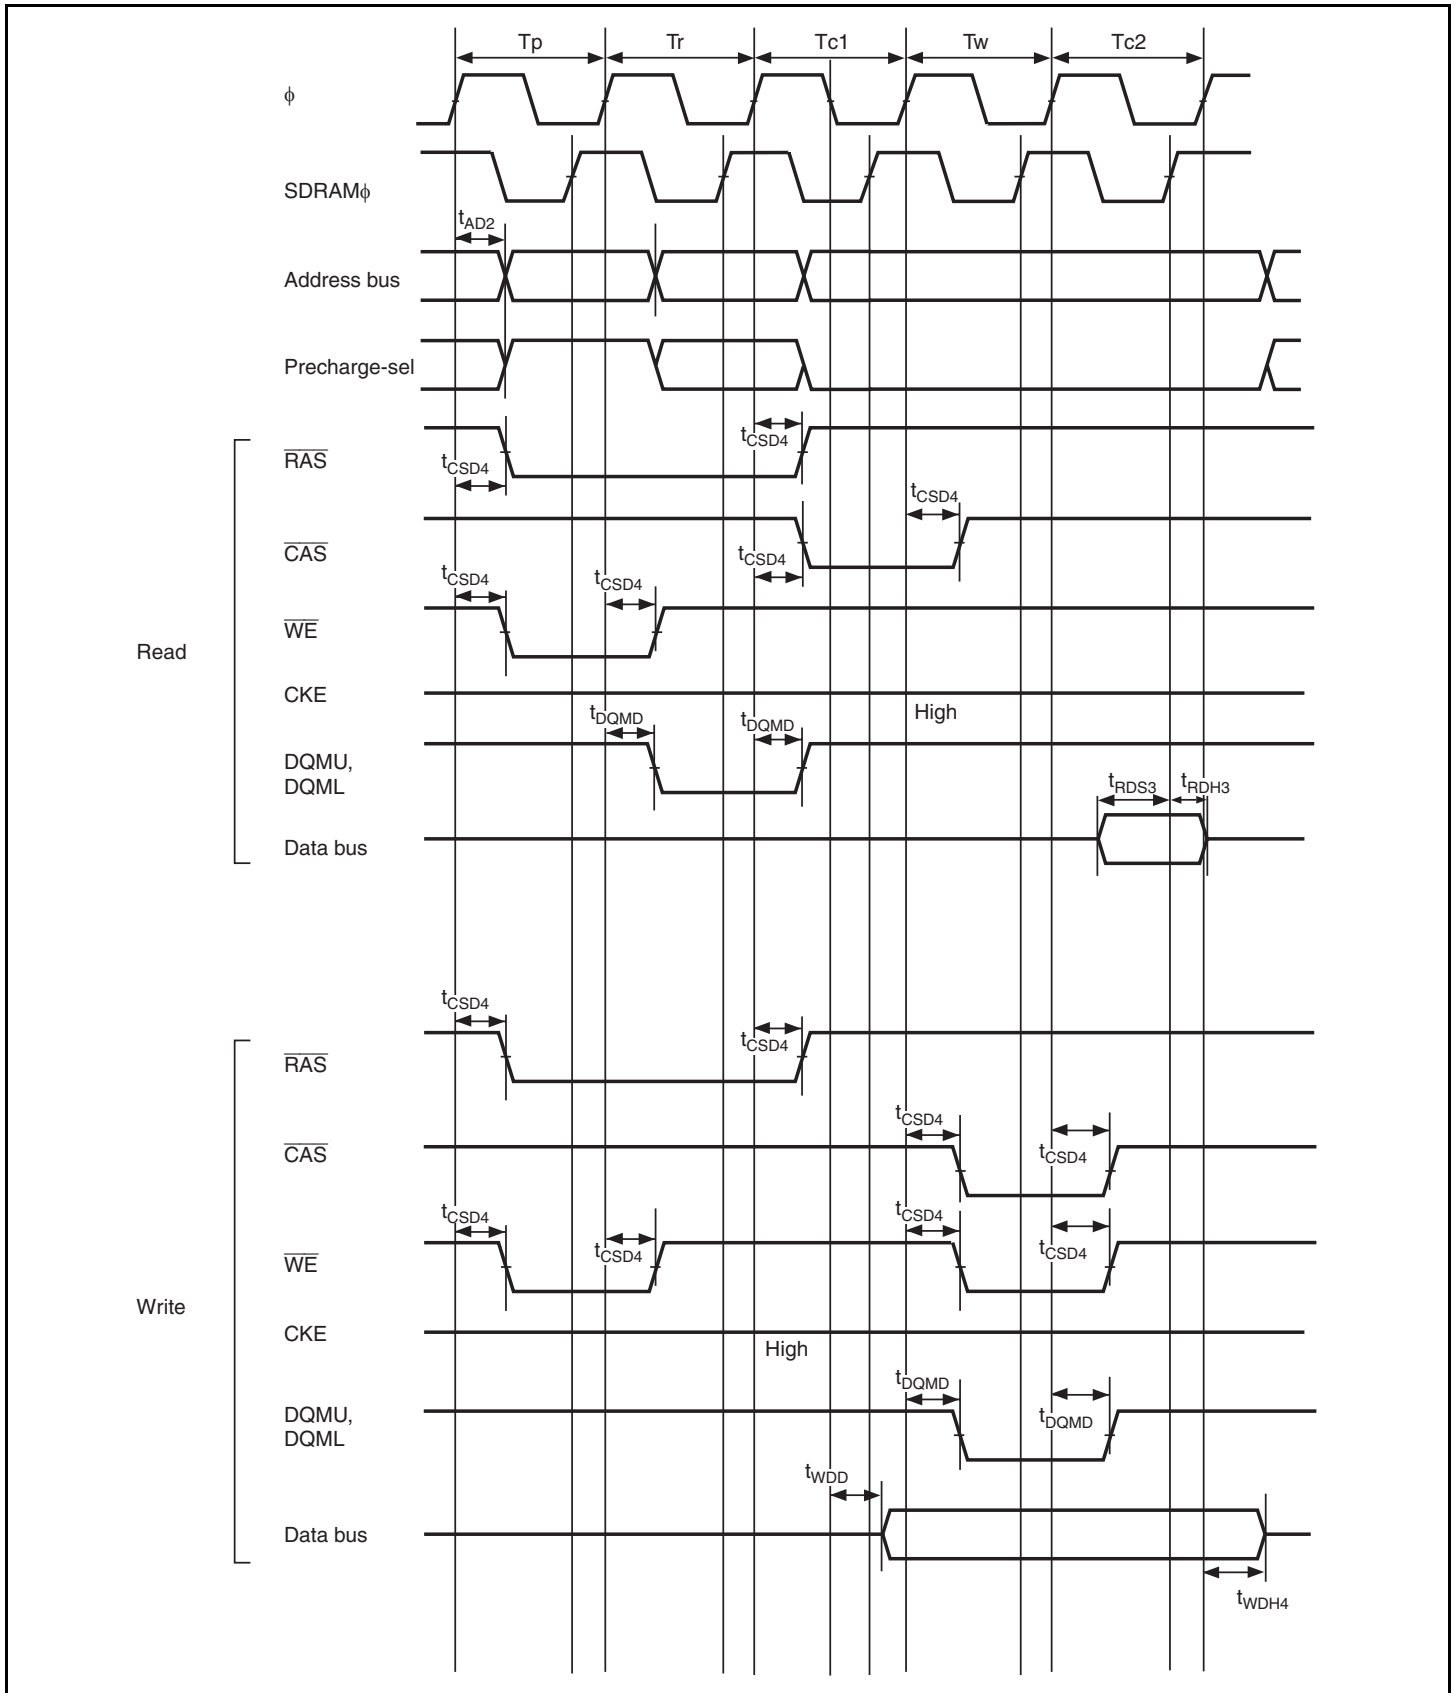 Tp Tr Tc1 Tw Tc2
ϕ
SDRAMϕ
tAD2
Address bus
Precharge-sel
Read
RAS
tCSD4 tCSD4
CAS
tCSD4 tCSD4
WE
tCSD4 tCSD4
CKE
High
DQMU,
DQML
tDQMD tDQMD
Data bus
tRDS3 tRDH3
Write
RAS
tCSD4 tCSD4
CAS
tCSD4 tCSD4
WE
tCSD4 tCSD4 tCSD4 tCSD4
CKE
High
DQMU,
DQML
tDQMD tDQMD
Data bus
tWDD tWDH4